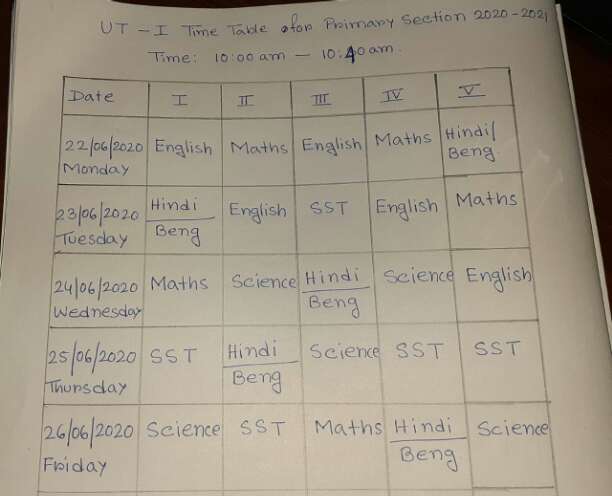 UT - I Time Table for Primary Section 2020-2021
Time: 10:00 am — 10:40 am.
Date I II III IV V
22/06/2020 Monday English Maths English Maths Hindi/Beng.
23/06/2020 Tuesday Hindi/Beng English SST English Maths
24/06/2020 Wednesday Maths Science Hindi/Beng Science English
25/06/2020 Thursday SST Hindi/Beng Science SST SST
26/06/2020 Friday Science SST Maths Hindi/Beng Science